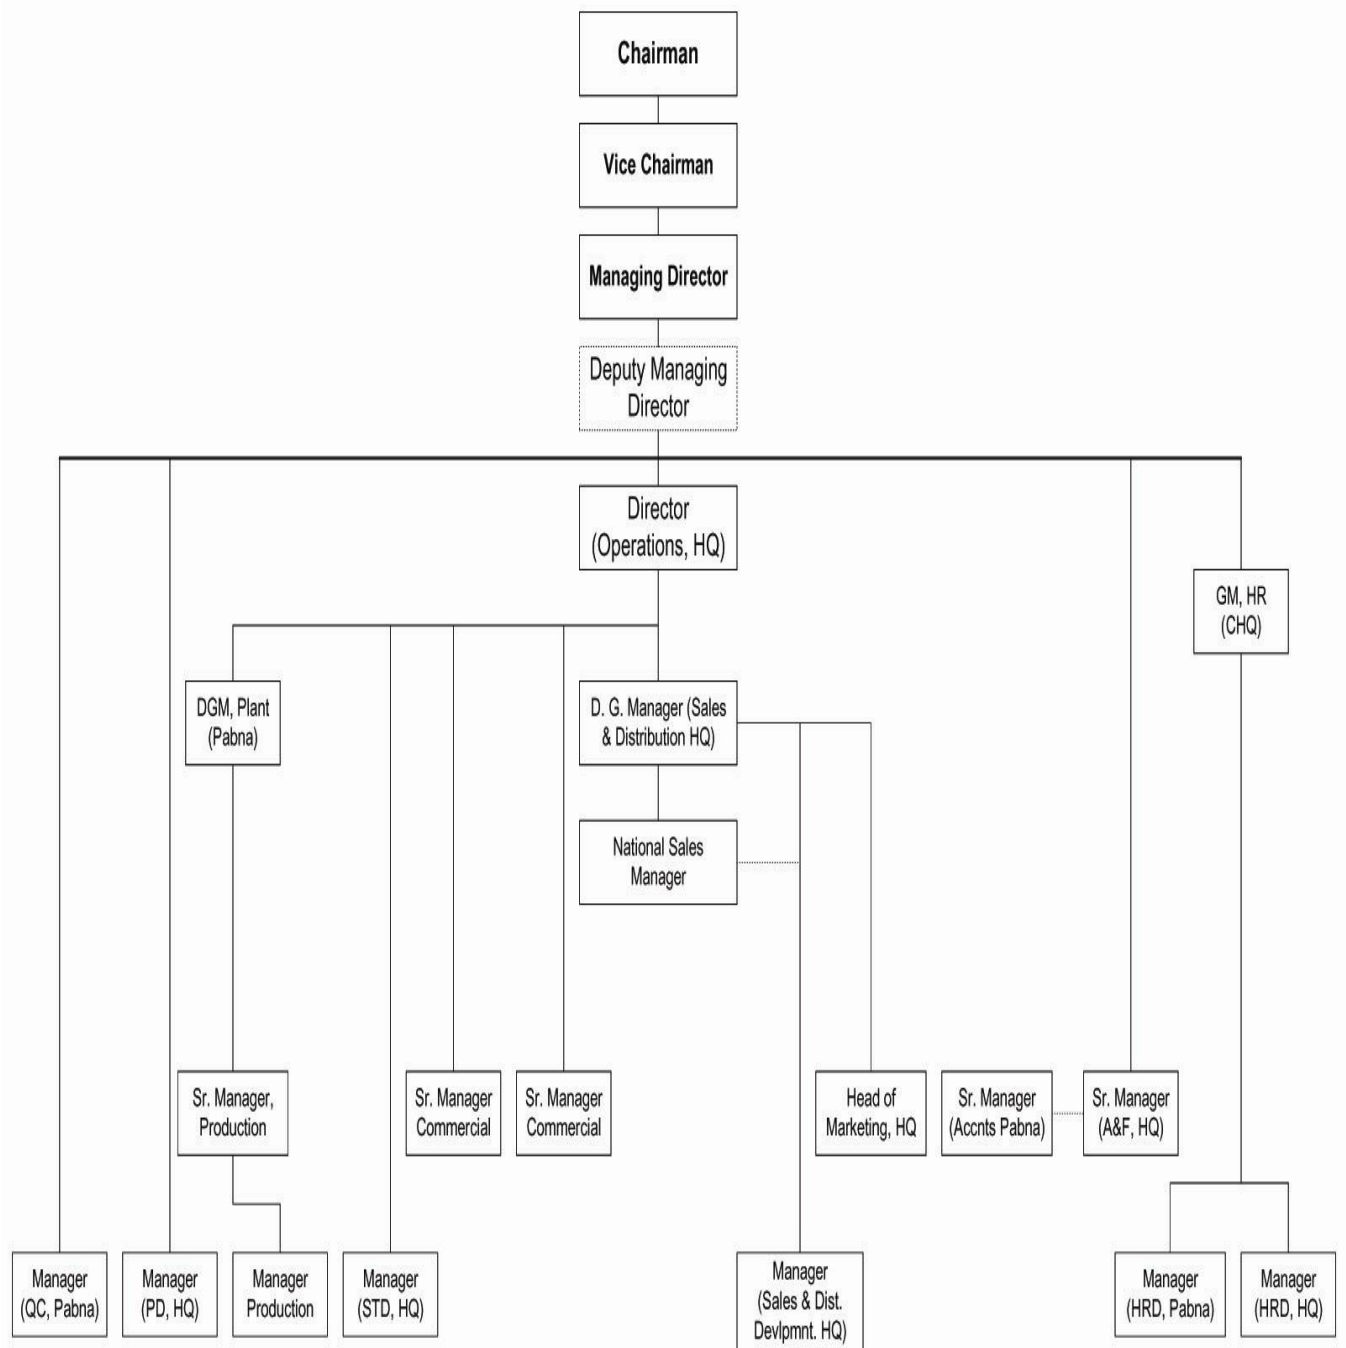 Chairman
Vice Chairman
Managing Director
Deputy Managing
Director
Director
(Operations, HQ)
GM, HR
(CHQ)
DGM, Plant
(Pabna)
D. G. Manager (Sales
& Distribution HQ)
National Sales
Manager
Sr. Manager,
Production
Sr. Manager
Commercial
Sr. Manager
Commercial
Head of
Marketing, HQ
Sr. Manager
(Accnts Pabna)
Sr. Manager
(A&F, HQ)
Manager
(QC, Pabna)
Manager
(PD, HQ)
Manager
Production
Manager
(STD, HQ)
Manager
(Sales & Dist.
Devlpmnt. HQ)
Manager
(HRD, Pabna)
Manager
(HRD, HQ)